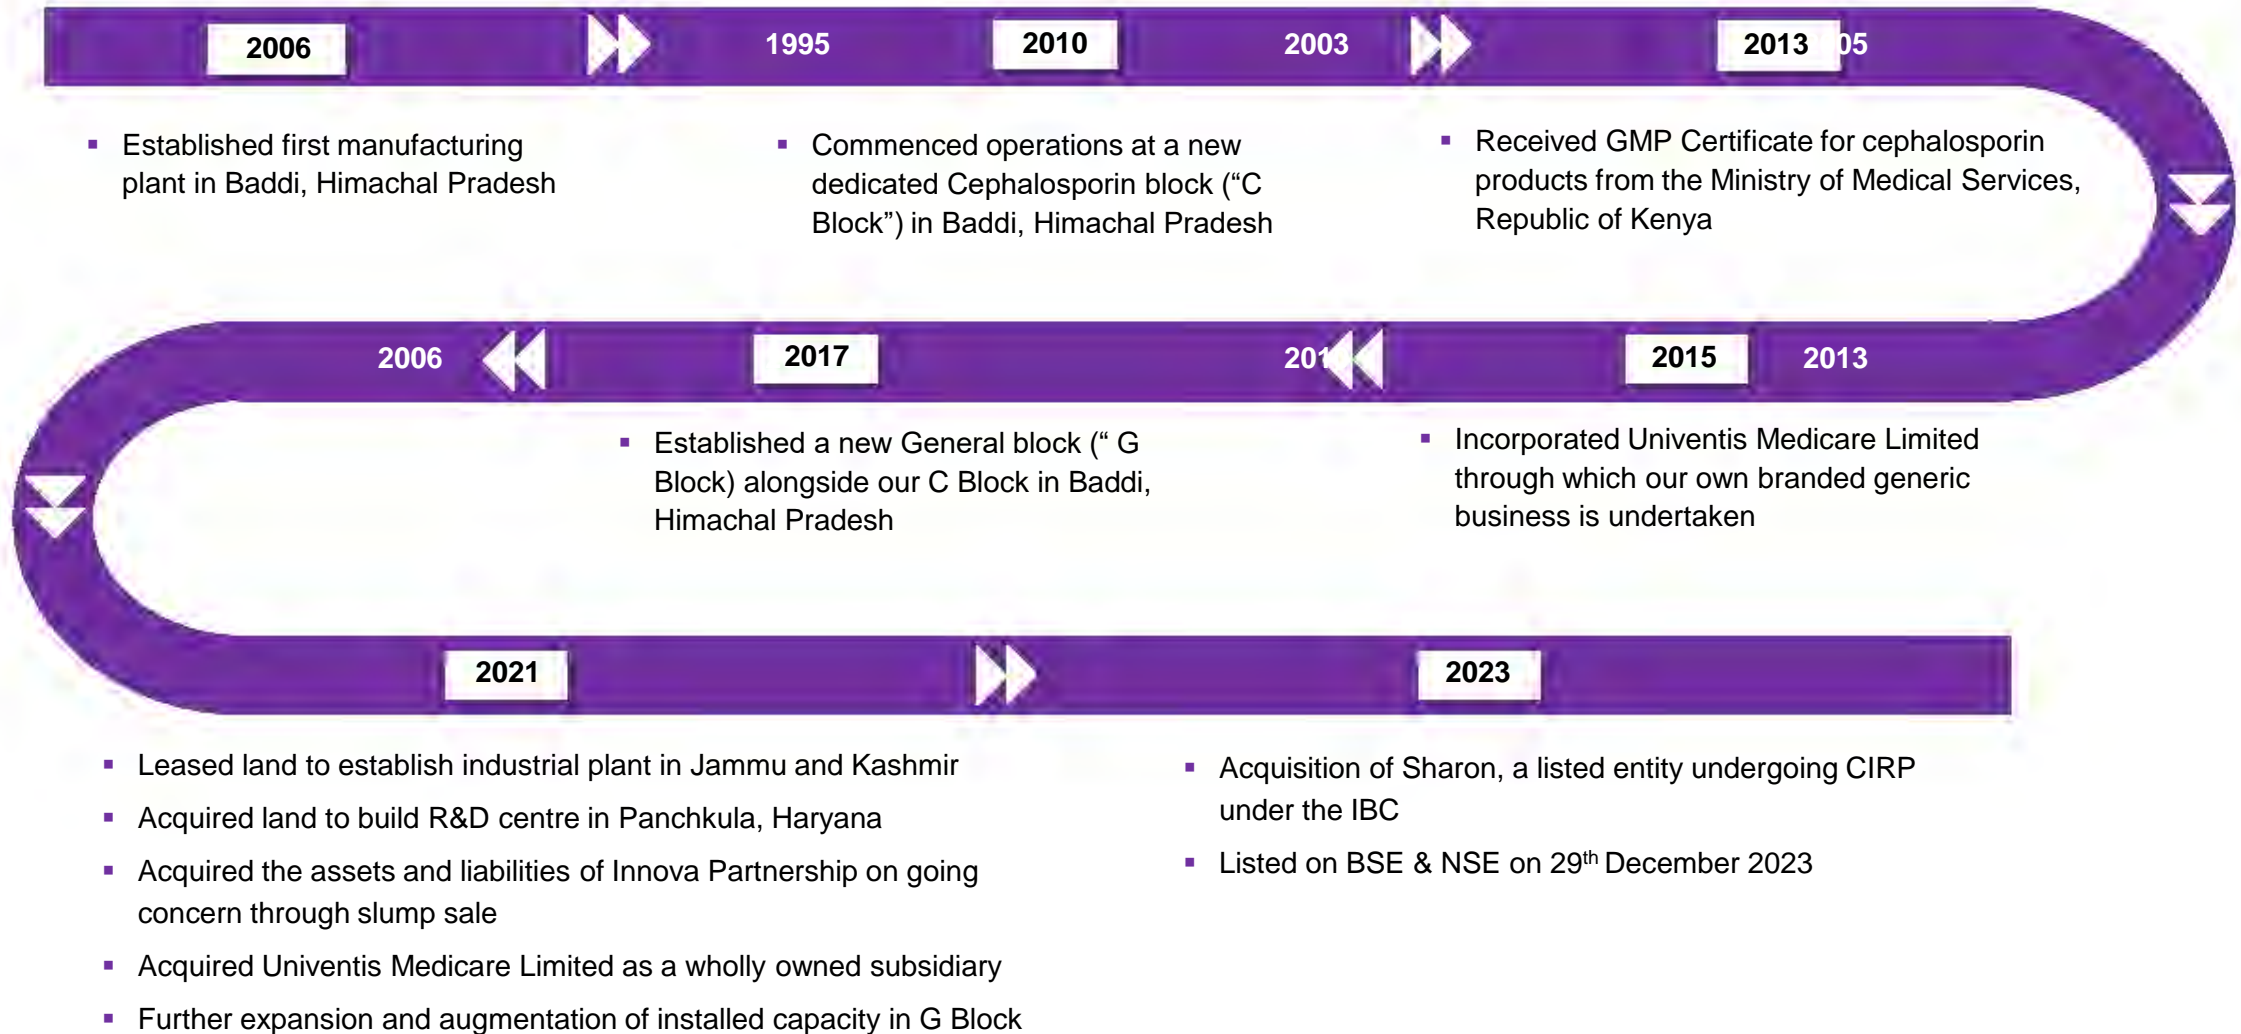 2006 1995 2010 2003 2013 05
▪ Established first manufacturing
plant in Baddi, Himachal Pradesh
▪ Commenced operations at a new
dedicated Cephalosporin block (“C
Block”) in Baddi, Himachal Pradesh
▪ Received GMP Certificate for cephalosporin
products from the Ministry of Medical Services,
Republic of Kenya
2006 2017 201 2015 2013
▪ Established a new General block (“ G
Block) alongside our C Block in Baddi,
Himachal Pradesh
▪ Incorporated Univentis Medicare Limited
through which our own branded generic
business is undertaken
2021 2023
▪ Leased land to establish industrial plant in Jammu and Kashmir
▪ Acquired land to build R&D centre in Panchkula, Haryana
▪ Acquired the assets and liabilities of Innova Partnership on going
concern through slump sale
▪ Acquired Univentis Medicare Limited as a wholly owned subsidiary
▪ Further expansion and augmentation of installed capacity in G Block
▪ Acquisition of Sharon, a listed entity undergoing CIRP
under the IBC
▪ Listed on BSE & NSE on 29th December 2023